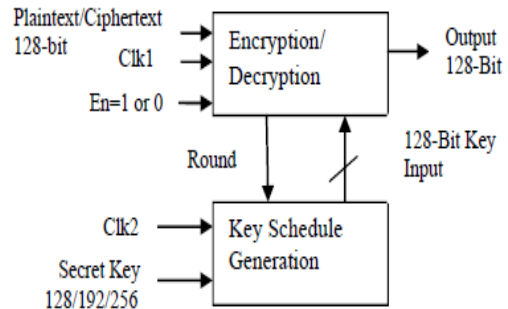 Plaintext/Ciphertext
128-bit
Clk1
En=1 or 0
Encryption/
Decryption
Output
128-Bit
Round
128-Bit Key
Input
Clk2
Secret Key
128/192/256
Key Schedule
Generation